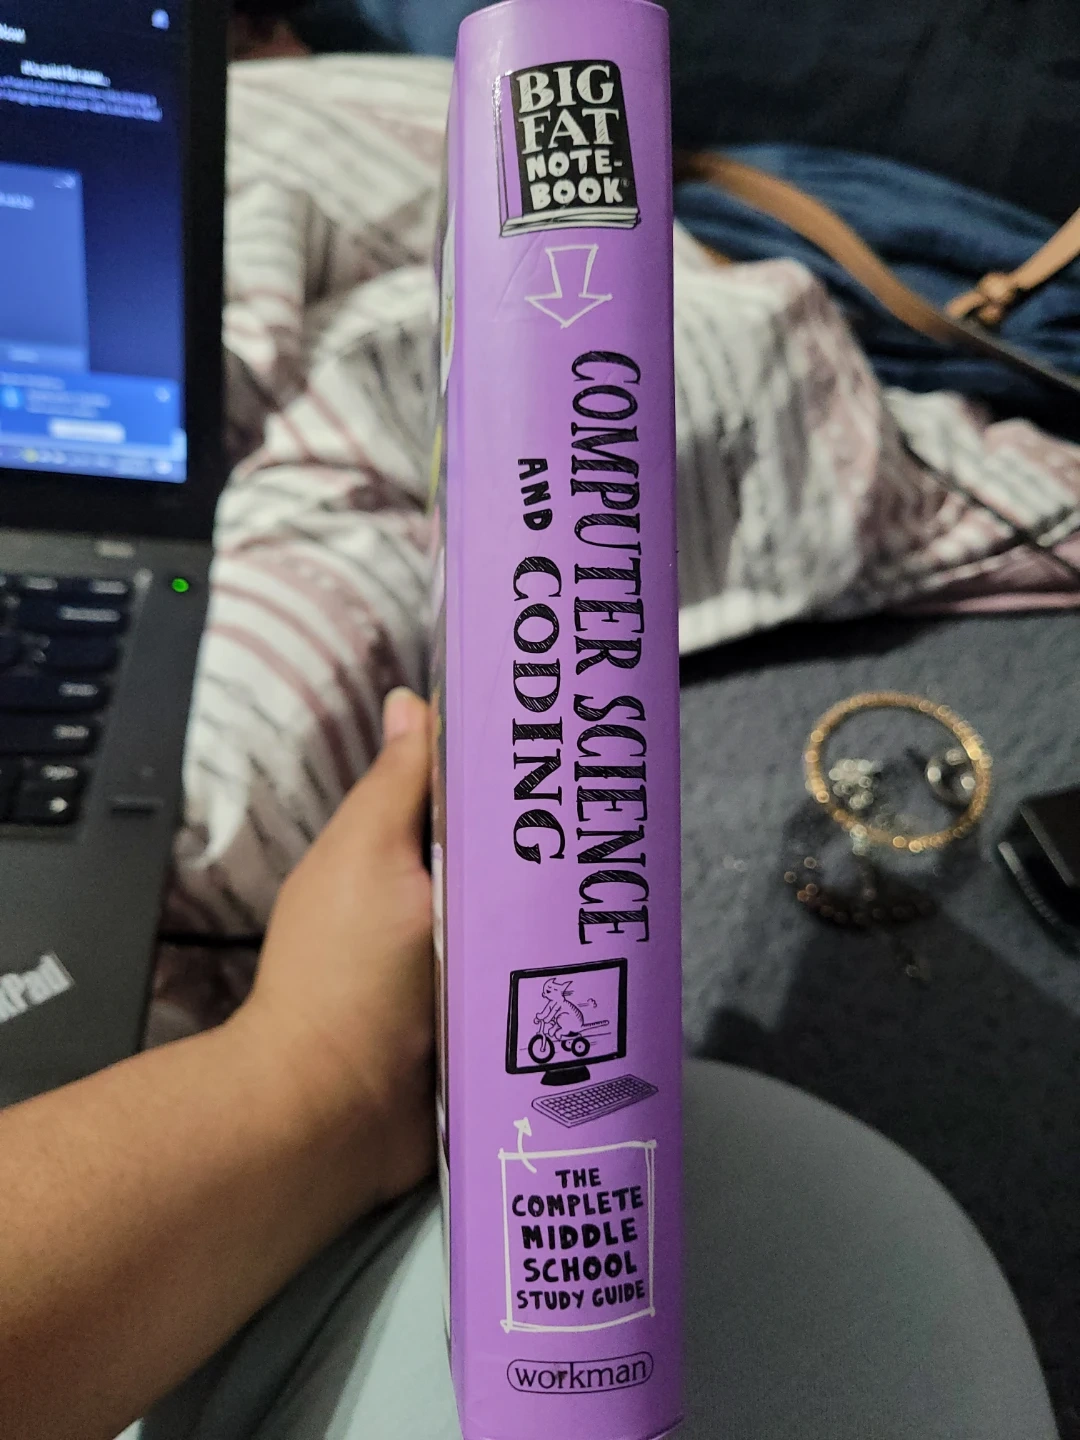 BIG
FAT
NOTE-
BOOK®
COMPUTER SCIENCE
AND CODING
THE
COMPLETE
MIDDLE
SCHOOL
STUDY GUIDE
workman